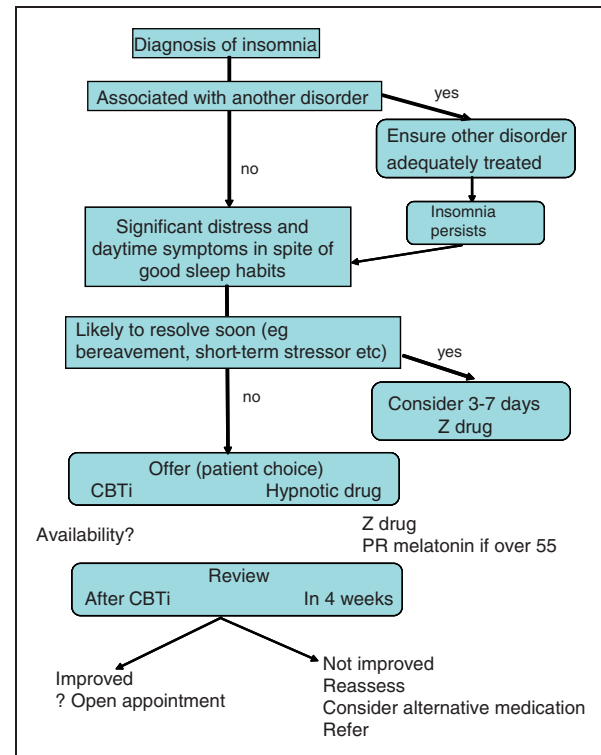 Diagnosis of insomnia
Associated with another disorder
yes
Ensure other disorder
adequately treated
no
Insomnia
persists
Significant distress and
daytime symptoms in spite of
good sleep habits
Likely to resolve soon (eg
bereavement, short-term stressor etc)
yes
Consider 3-7 days
Z drug
no
Offer (patient choice)
CBTi Hypnotic drug
Availability?
Z drug
PR melatonin if over 55
Review
After CBTi In 4 weeks
Improved
? Open appointment
Not improved
Reassess
Consider alternative medication
Refer